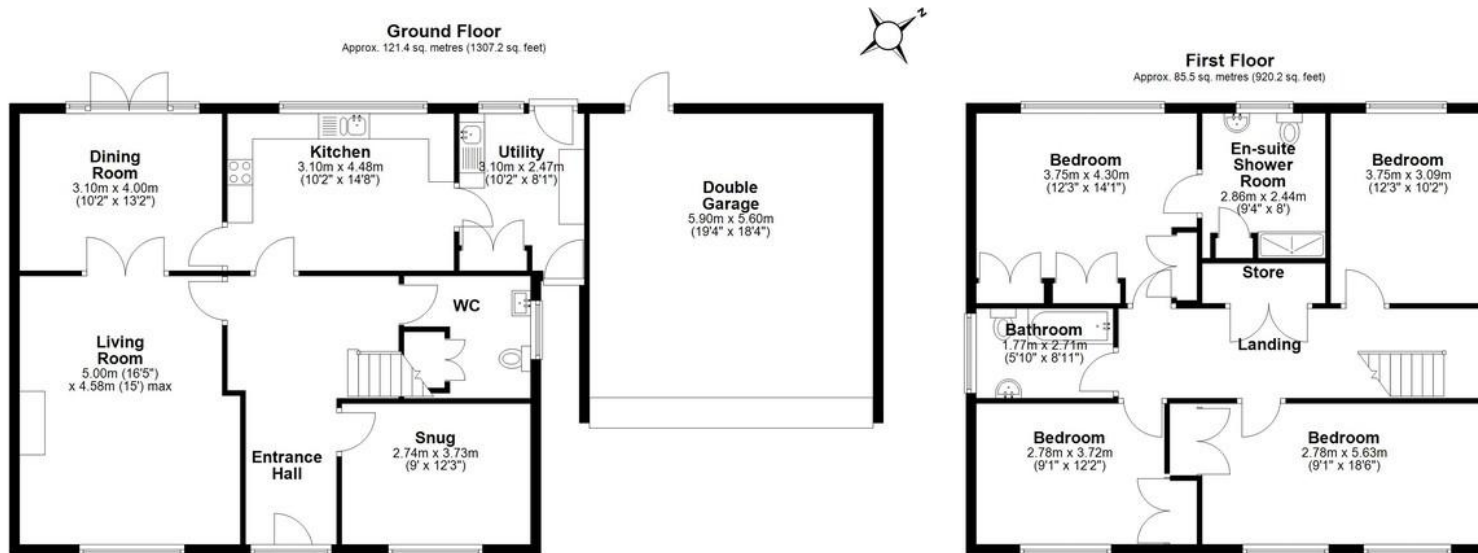 Ground Floor
Approx. 121.4 sq. metres (1307.2 sq. feet)
N
Dining
Room
3.10m x 4.00m
(10'2" x 13'2")
Kitchen
3.10m x 4.48m
(10'2" x 14'8")
Utility
3.10m x 2.47m
(10'2" x 8'1")
Double
Garage
5.90m x 5.60m
(19'4" x 18'4")
Living
Room
5.00m (16'5")
x 4.58m (15') max
WC
Entrance
Hall
Snug
2.74m x 3.73m
(9' x 12'3")
First Floor
Approx. 85.5 sq. metres (920.2 sq. feet)
Bedroom
3.75m x 4.30m
(12'3" x 14'1")
En-suite
Shower
Room
2.86m x 2.44m
(9'4" x 8')
Bedroom
3.75m x 3.09m
(12'3" x 10'2")
Store
Bathroom
1.77m x 2.71m
(5'10" x 8'11")
Landing
Bedroom
2.78m x 3.72m
(9'1" x 12'2")
Bedroom
2.78m x 5.63m
(9'1" x 18'6")